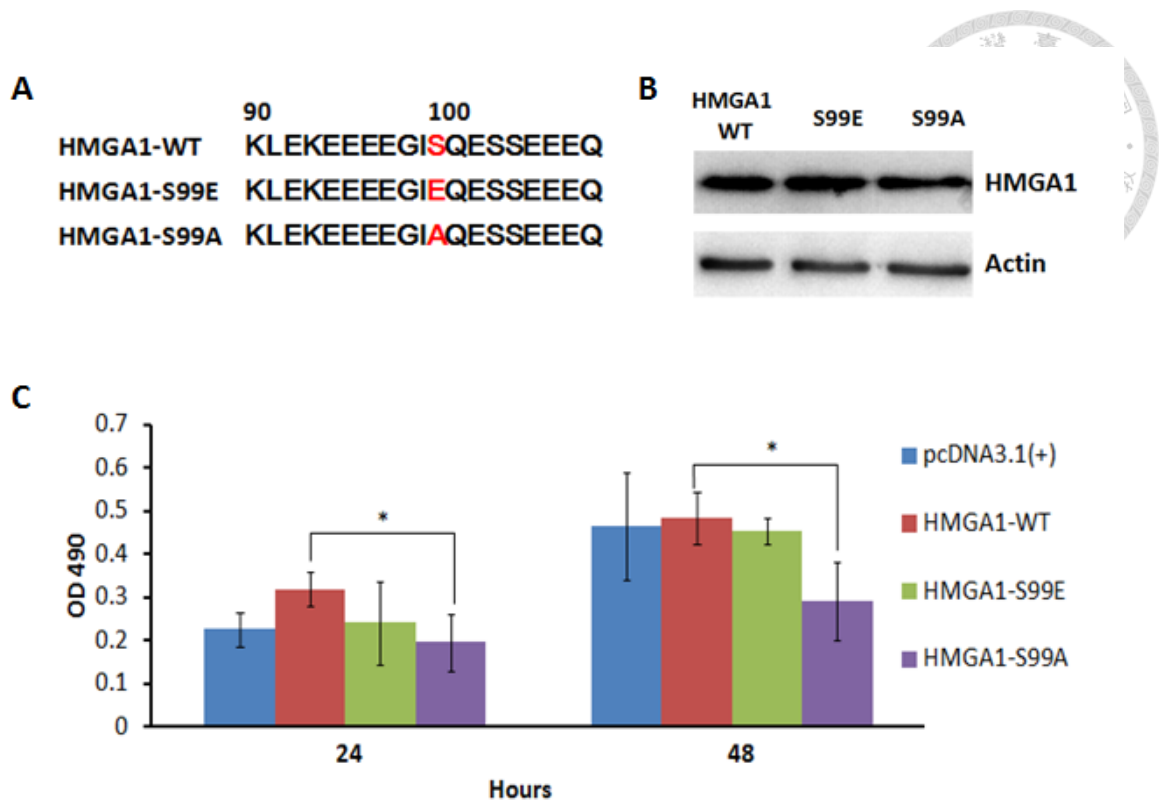 A
90 100
HMGA1-WT KLEKEEEEGISQESSEEEQ
HMGA1-S99E KLEKEEEEGIEQESSEEEQ
HMGA1-S99A KLEKEEEEGIAQESSEEEQ
B
HMGA1 WT S99E S99A
HMGA1
Actin
C
0.7
0.6
0.5
0.4
0.3
0.2
0.1
0
OD 490
* *
24 48
Hours
pcDNA3.1(+)
HMGA1-WT
HMGA1-S99E
HMGA1-S99A